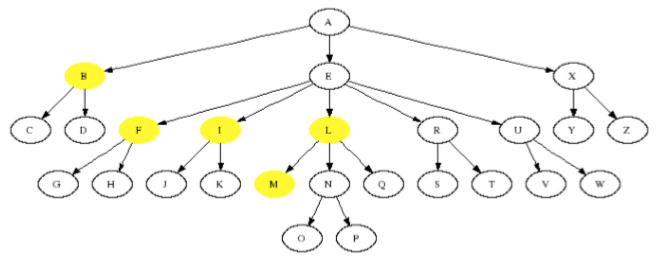 A
B E X
C D F I L R U Y Z
G H J K M N Q S T V W
O P